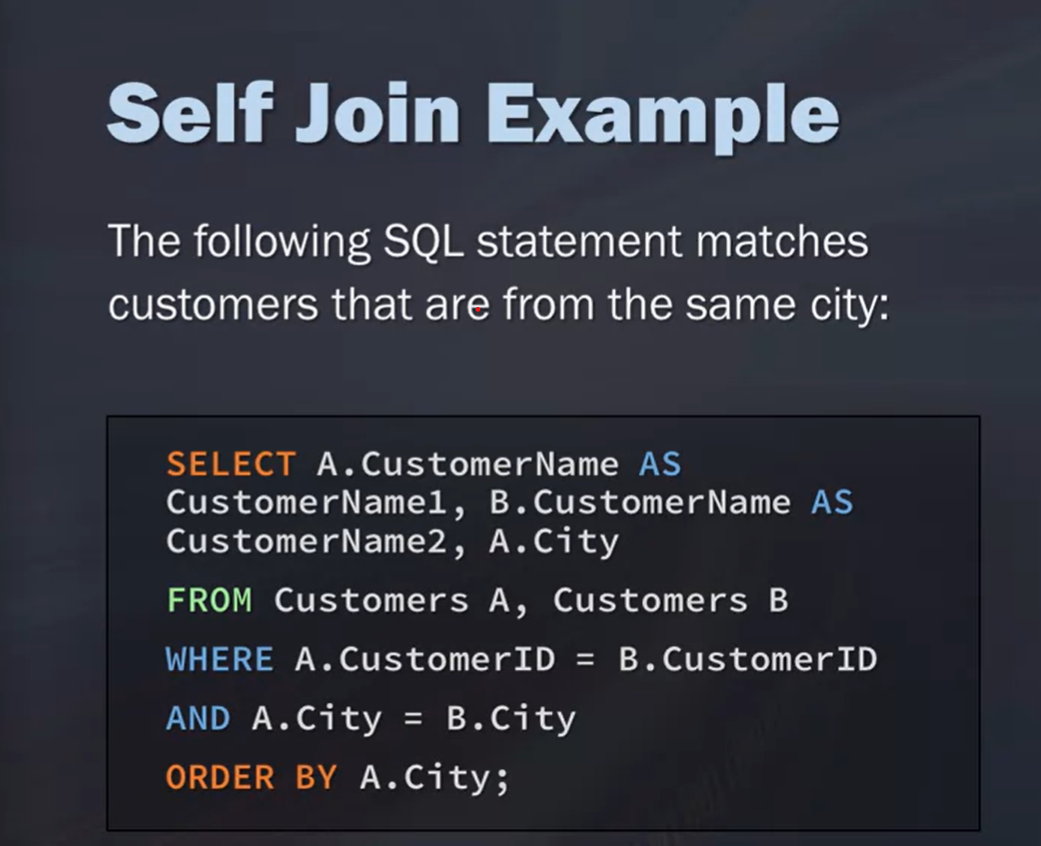 Self Join Example
The following SQL statement matches
customers that are from the same city:
SELECT A.CustomerName AS
CustomerName1, B.CustomerName AS
CustomerName2, A.City
FROM Customers A, Customers B
WHERE A.CustomerID = B.CustomerID
AND A.City = B.City
ORDER BY A.City;